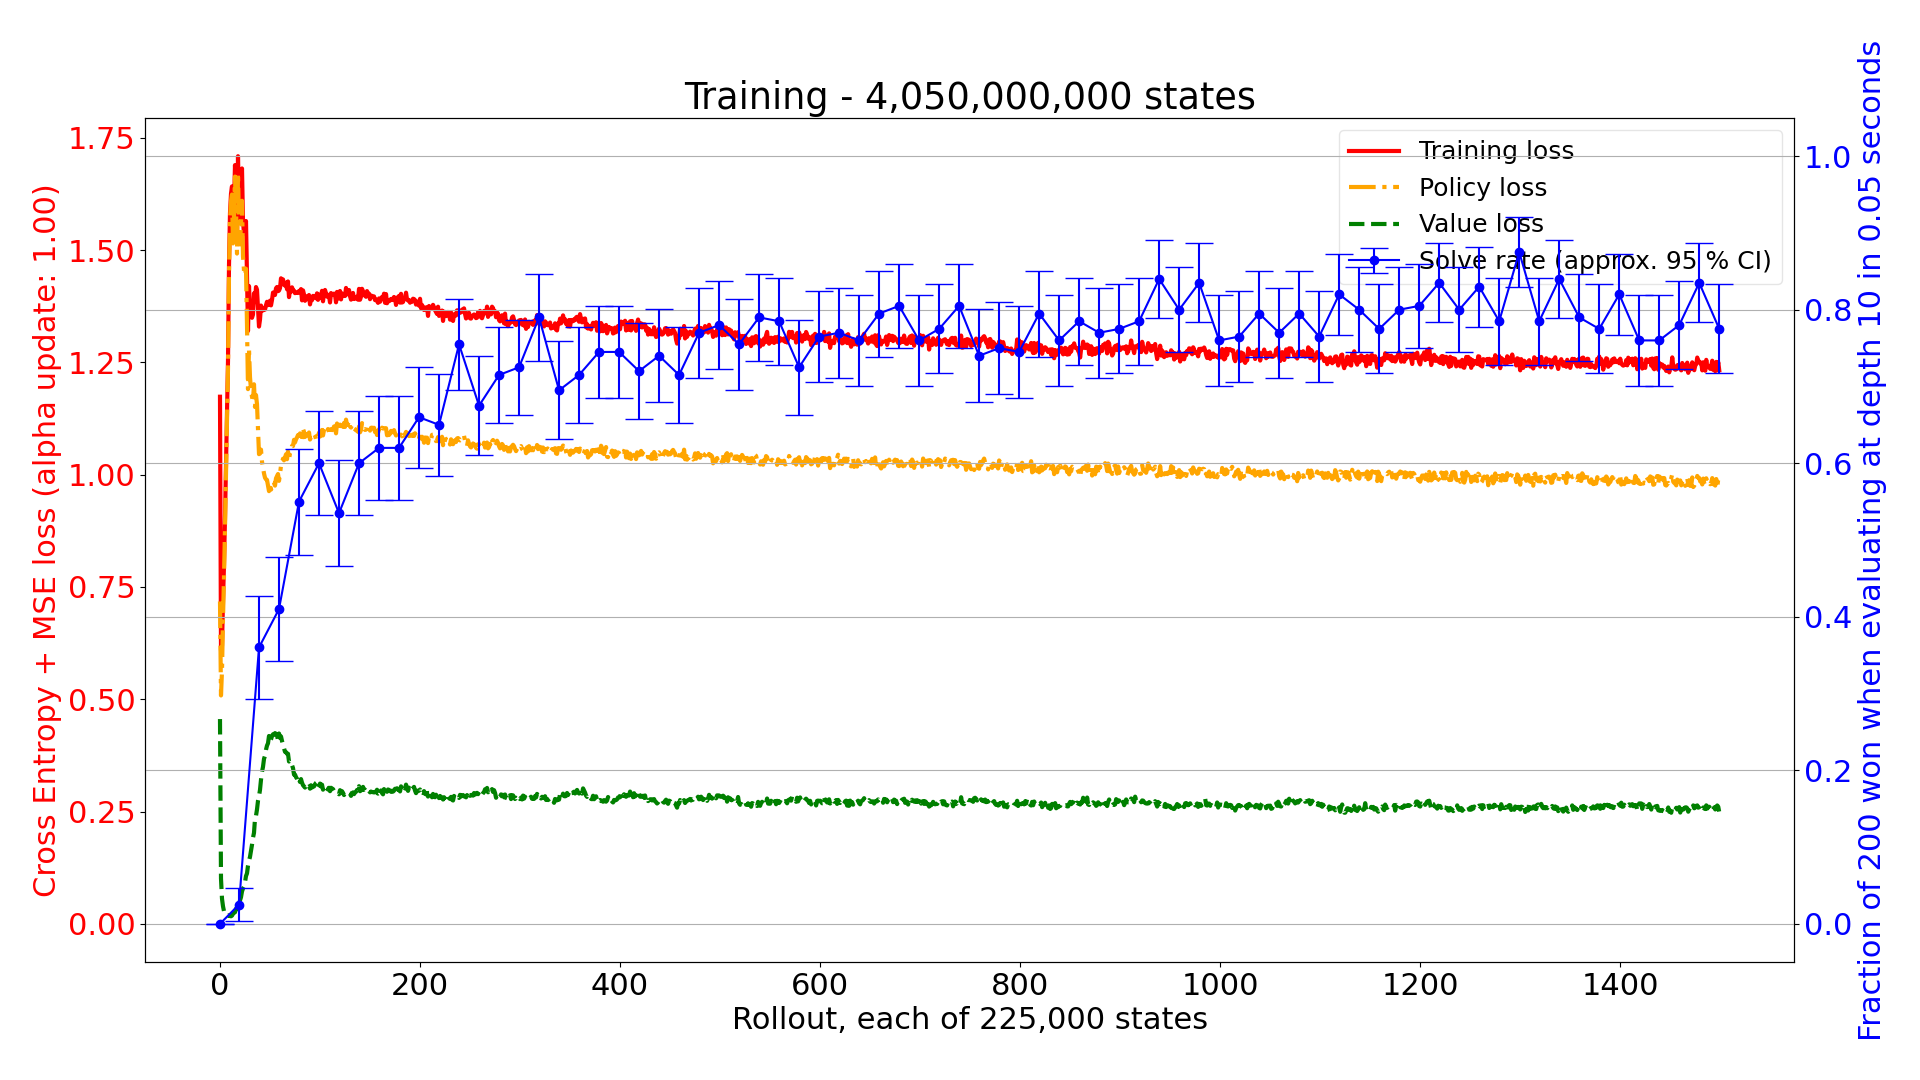 Training - 4,050,000,000 states
Cross Entropy + MSE loss (alpha update: 1.00)
1.75
1.50
1.25
1.00
0.75
0.50
0.25
0.00
Training loss
Policy loss
Value loss
Solve rate (approx. 95 % CI)
1.0
0.8
0.6
0.4
0.2
0.0
Fraction of 200 won when evaluating at depth 10 in 0.05 seconds
0 200 400 600 800 1000 1200 1400
Rollout, each of 225,000 states